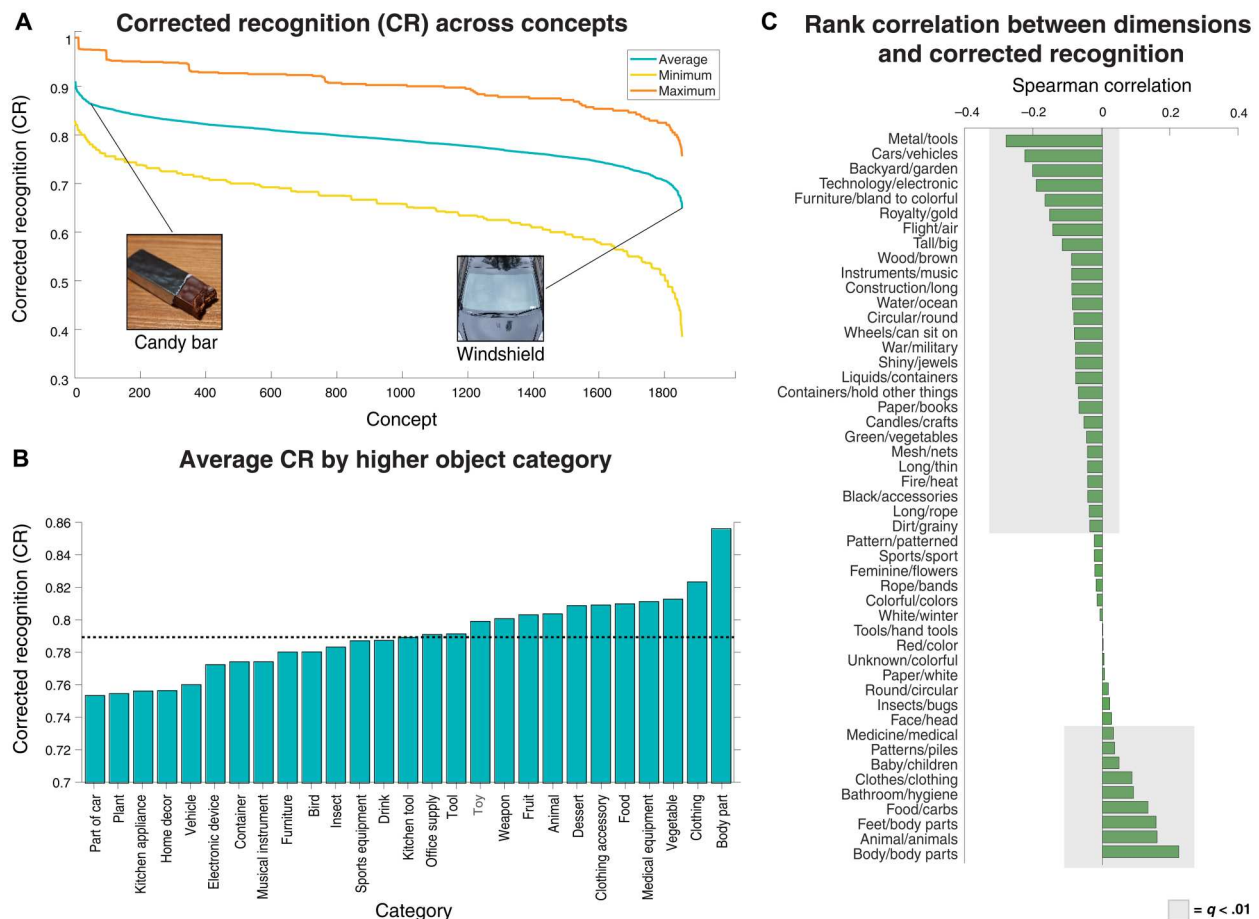 A
Corrected recognition (CR) across concepts
Corrected recognition (CR)
1
0.9
0.8
0.7
0.6
0.5
0.4
0.3
0
200
400
600
800
1000
1200
1400
1600
1800
Concept
Average
Minimum
Maximum
Candy bar
Windshield
B
Average CR by higher object category
Corrected recognition (CR)
0.86
0.84
0.82
0.8
0.78
0.76
0.74
0.72
0.7
Part of car
Plant
Kitchen appliance
Home decor
Vehicle
Electronic device
Container
Musical instrument
Furniture
Bird
Insect
Sports equipment
Drink
Kitchen tool
Office supply
Tool
Toy
Weapon
Fruit
Animal
Dessert
Clothing accessory
Food
Medical equipment
Vegetable
Clothing
Body part
Category
C
Rank correlation between dimensions
and corrected recognition
Spearman correlation
−0.4
−0.2
0
0.2
0.4
Metal/tools
Cars/vehicles
Backyard/garden
Technology/electronic
Furniture/bland to colorful
Royalty/gold
Flight/air
Tall/big
Wood/brown
Instruments/music
Construction/long
Water/ocean
Circular/round
Wheels/can sit on
War/military
Shiny/jewels
Liquids/containers
Containers/hold other things
Paper/books
Candles/crafts
Green/vegetables
Mesh/nets
Long/thin
Fire/heat
Black/accessories
Long/rope
Dirt/grainy
Pattern/patterned
Sports/sport
Feminine/flowers
Rope/bands
Colorful/colors
White/winter
Tools/hand tools
Red/color
Unknown/colorful
Paper/white
Round/circular
Insects/bugs
Face/head
Medicine/medical
Patterns/piles
Baby/children
Clothes/clothing
Bathroom/hygiene
Food/carbs
Feet/body parts
Animal/animals
Body/body parts
= q < .01